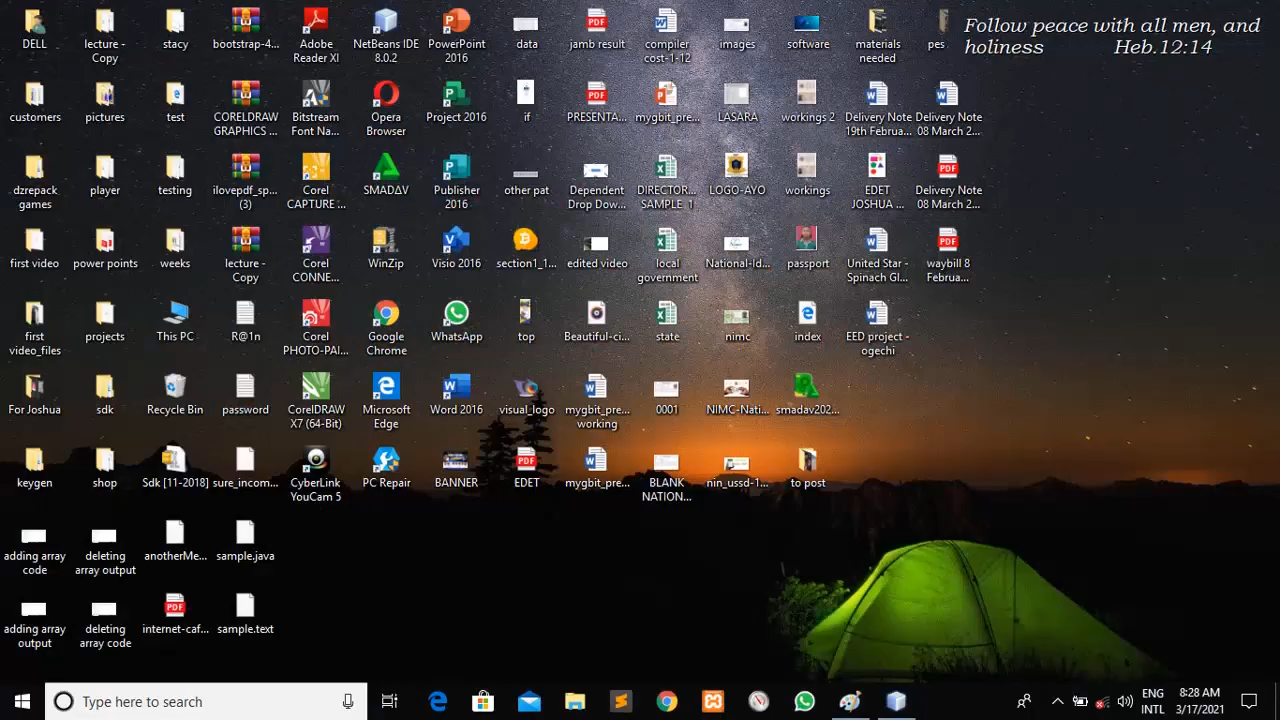 Follow peace with all men, and
holiness Heb.12:14
DELL
lecture -
Copy
stacy
bootstrap-4...
Adobe
Reader XI
NetBeans IDE
8.0.2
PowerPoint
2016
data
jamb result
compiler
cost-1-12
images
software
materials
needed
pes
customers
pictures
test
CORELDRAW
GRAPHICS ...
Bitstream
Font Na...
Opera
Browser
Project 2016
if
PRESENTA...
mygbit_pre...
LASARA
workings 2
Delivery Note
19th Februa...
Delivery Note
08 March 2...
dzrepack
games
player
testing
ilovepdf_sp...
(3)
Corel
CAPTURE ...
SMADΔV
Publisher
2016
other pat
Dependent
Drop Dow...
DIRECTOR...
SAMPLE_1
LOGO-AYO
workings
EDET
JOSHUA ...
Delivery Note
08 March 2...
first video
power points
weeks
lecture -
Copy
Corel
CONNE...
WinZip
Visio 2016
section1_1...
edited video
local
government
National-Id...
passport
United Star -
Spinach Gl...
waybill 8
Februa...
first
video_files
projects
This PC
R@1n
Corel
PHOTO-PAI...
Google
Chrome
WhatsApp
top
Beautiful-ci...
state
nimc
index
EED project -
ogechi
For Joshua
sdk
Recycle Bin
password
CorelDRAW
X7 (64-Bit)
Microsoft
Edge
Word 2016
visual_logo
mygbit_pre...
working
0001
NIMC-Nati...
smadav202...
keygen
shop
Sdk [11-2018]
sure_incom...
CyberLink
YouCam 5
PC Repair
BANNER
EDET
mygbit_pre...
BLANK
NATION...
nin_ussd-1...
to post
adding array
code
deleting
array output
anotherMe...
sample.java
adding array
output
deleting
array code
internet-caf...
sample.text
Type here to search
ENG
INTL
8:28 AM
3/17/2021